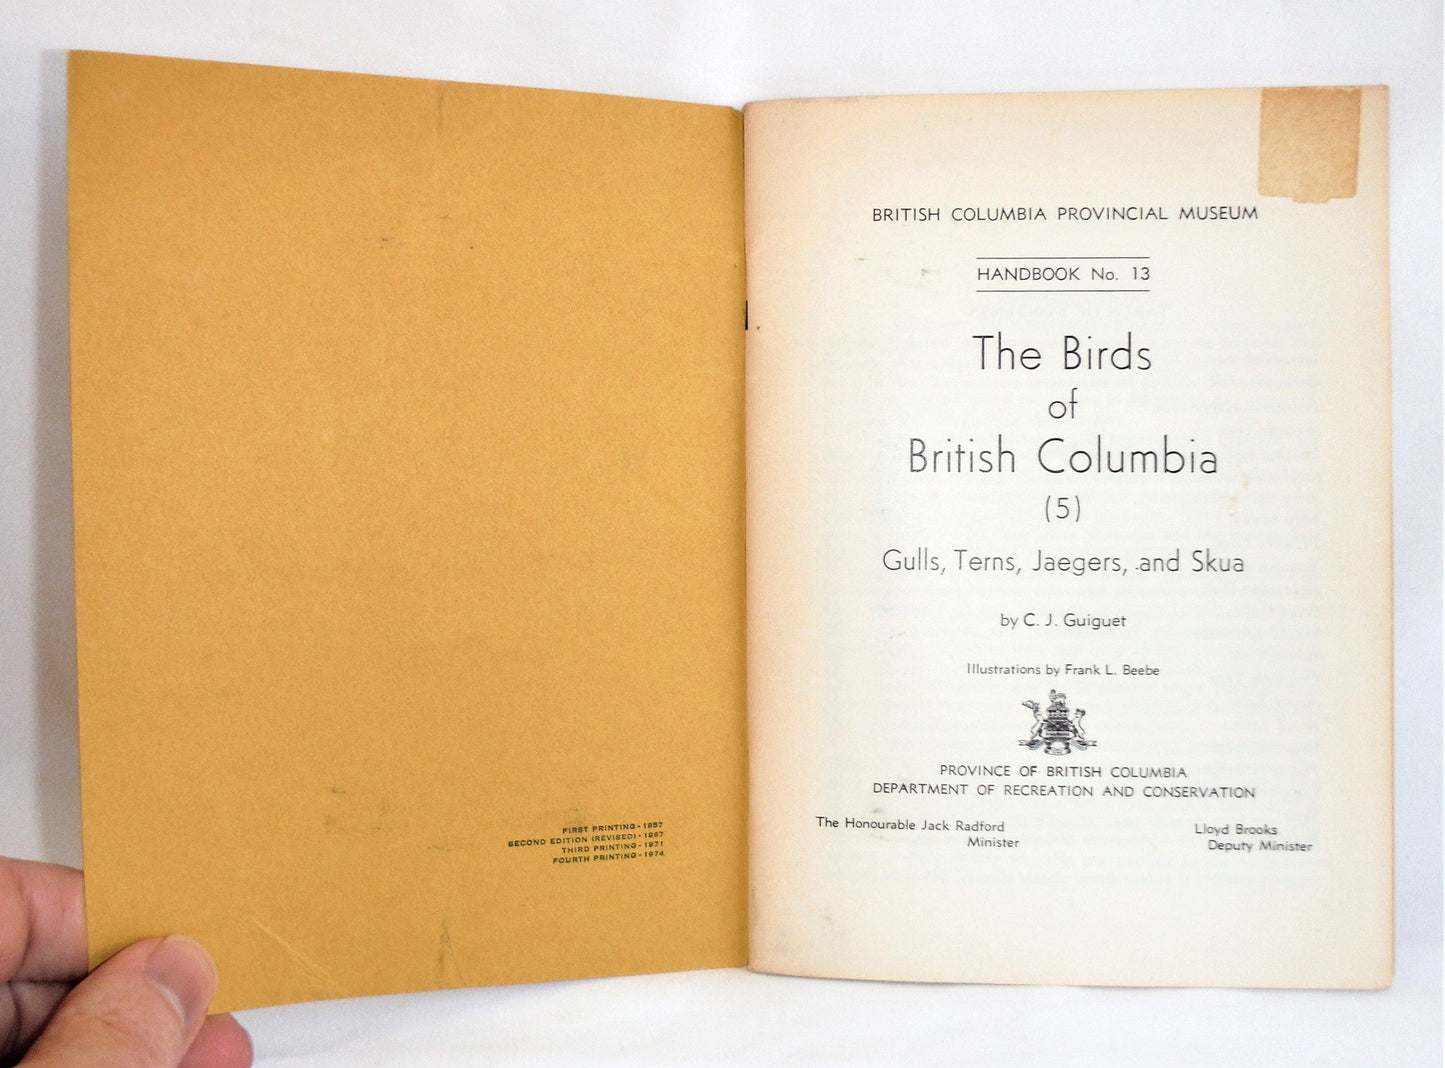 FIRST PRINTING - 1957
SECOND EDITION (REVISED) - 1967
THIRD PRINTING - 1971
FOURTH PRINTING - 1974
BRITISH COLUMBIA PROVINCIAL MUSEUM
HANDBOOK No. 13
The Birds
of
British Columbia
(5)
Gulls, Terns, Jaegers, and Skua
by C. J. Guiguet
Illustrations by Frank L. Beebe
PROVINCE OF BRITISH COLUMBIA
DEPARTMENT OF RECREATION AND CONSERVATION
The Honourable Jack Radford
Minister
Lloyd Brooks
Deputy Minister